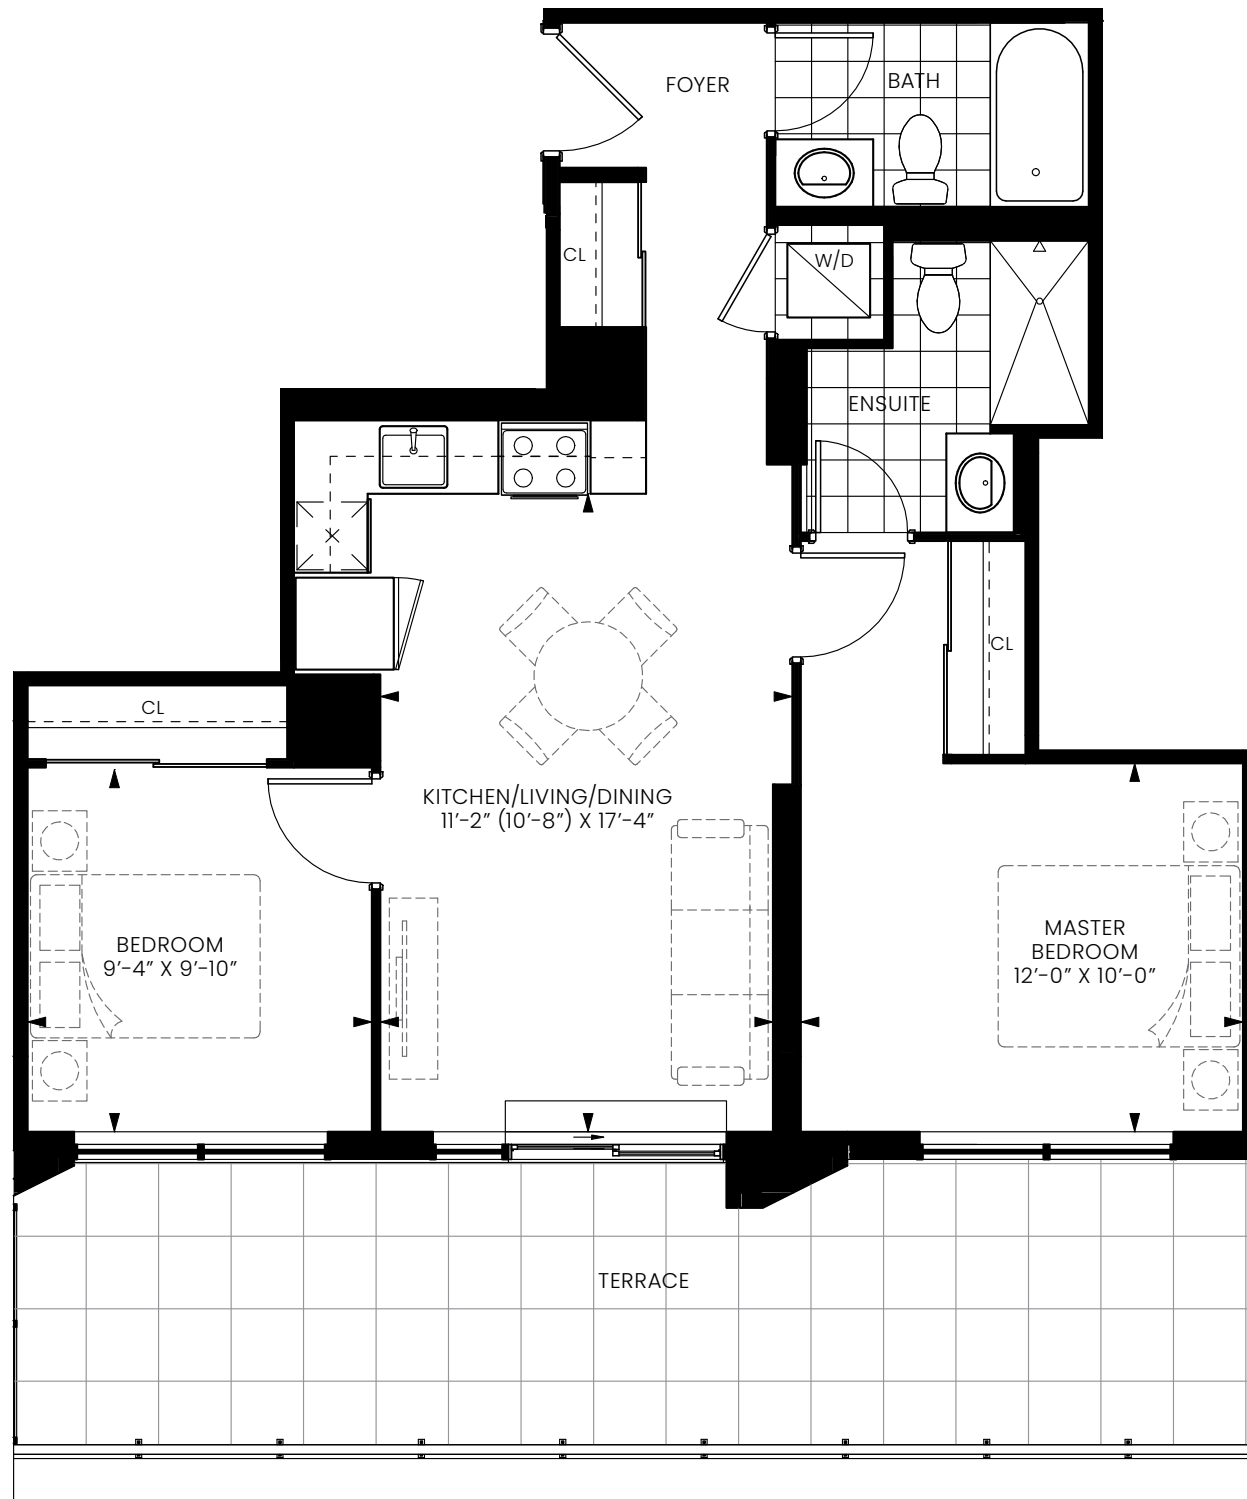 FOYER
BATH
CL
W/D
ENSUITE
CL
CL
KITCHEN/LIVING/DINING
11’-2” (10’-8”) X 17’-4”
BEDROOM
9’-4” X 9’-10”
MASTER
BEDROOM
12’-0” X 10’-0”
TERRACE